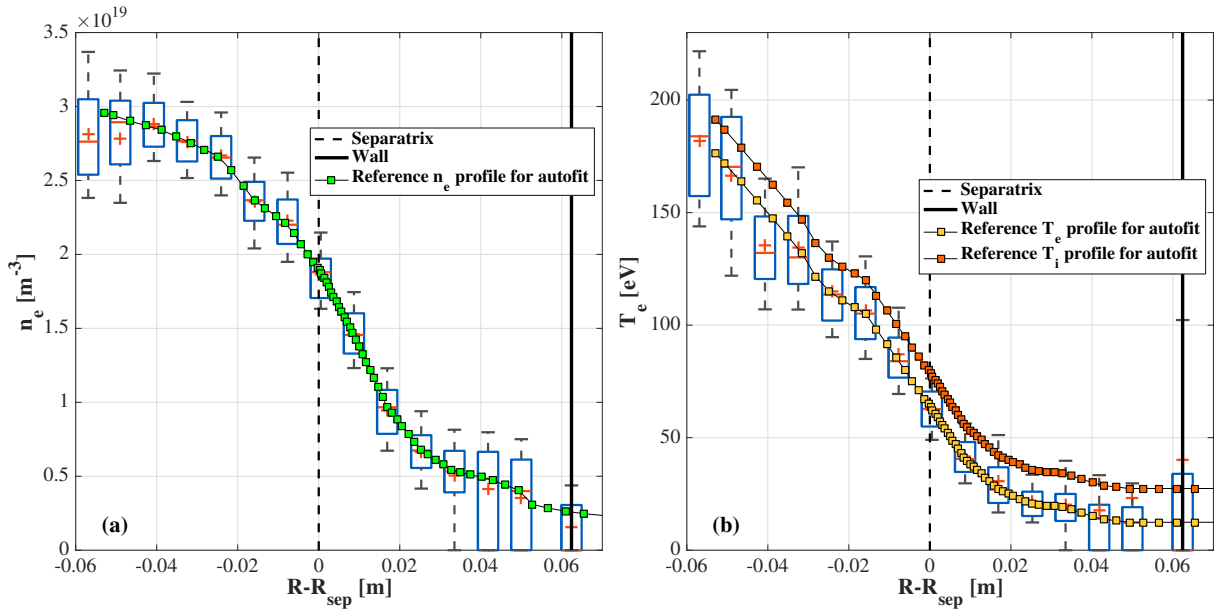 ×10^19
3.5
3
2.5
2
1.5
1
0.5
0
n_e [m^-3]
-0.06
-0.04
-0.02
0
0.02
0.04
0.06
R-R_sep [m]
Separatrix
Wall
Reference n_e profile for autofit
(a)
200
150
100
50
0
T_e [eV]
-0.06
-0.04
-0.02
0
0.02
0.04
0.06
R-R_sep [m]
Separatrix
Wall
Reference T_e profile for autofit
Reference T_i profile for autofit
(b)